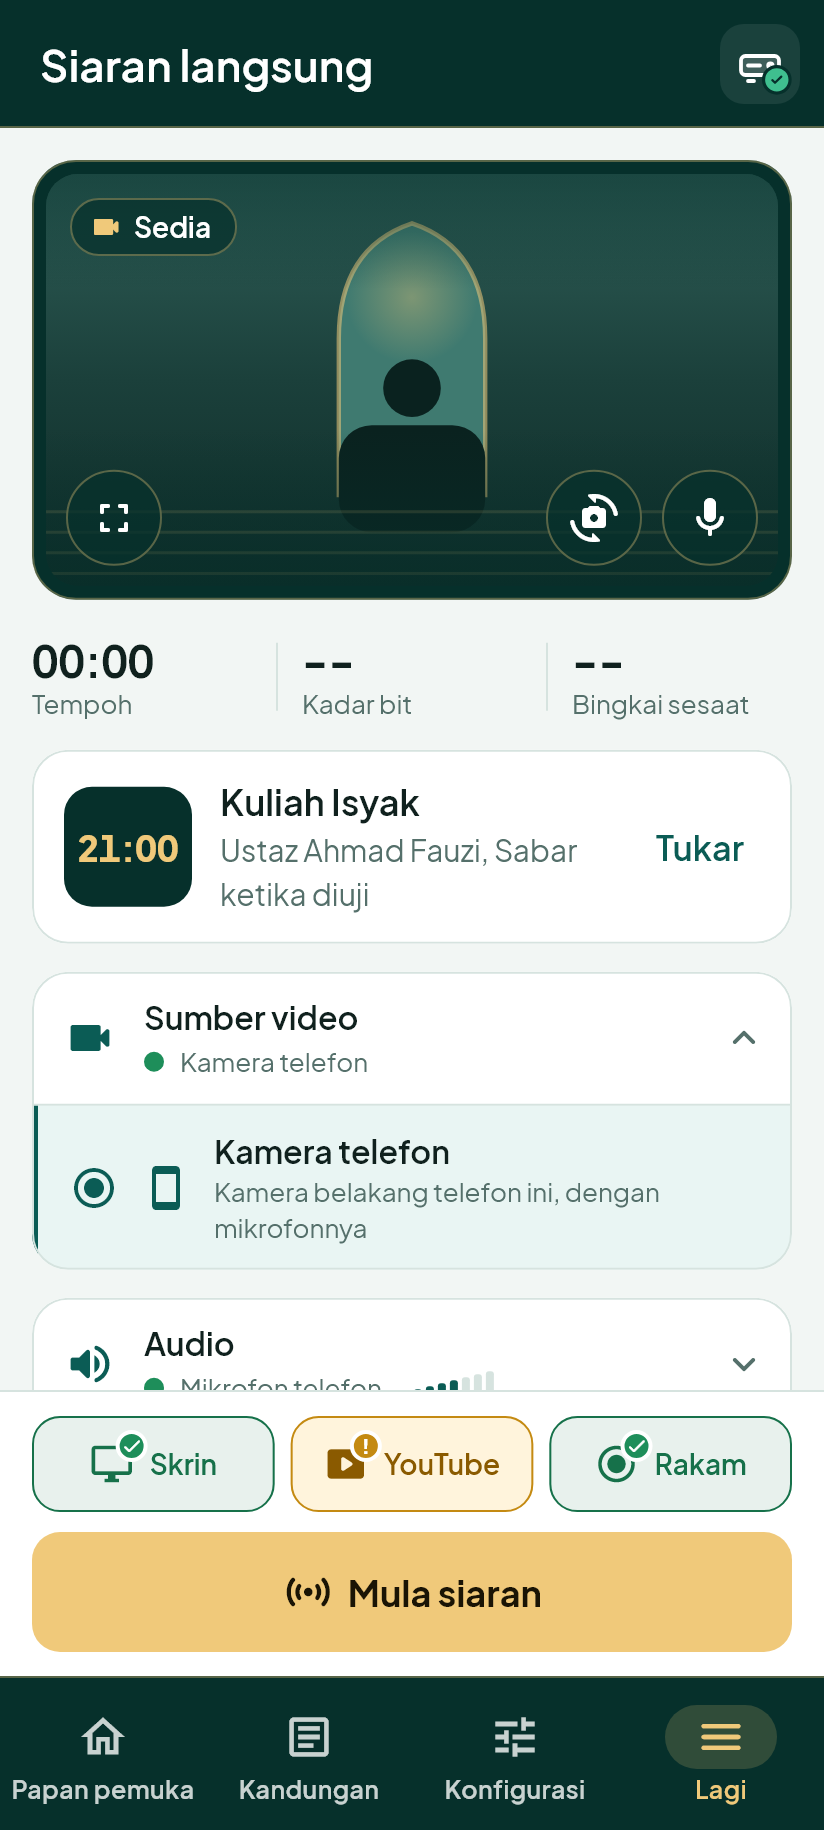 Siaran langsung
Sedia
00:00
Tempoh
--
Kadar bit
--
Bingkai sesaat
21:00
Kuliah Isyak
Ustaz Ahmad Fauzi, Sabar
ketika diuji
Tukar
Sumber video
Kamera telefon
Kamera telefon
Kamera belakang telefon ini, dengan
mikrofonnya
Audio
Mikrofon telefon
Skrin
YouTube
Rakam
Mula siaran
Papan pemuka
Kandungan
Konfigurasi
Lagi